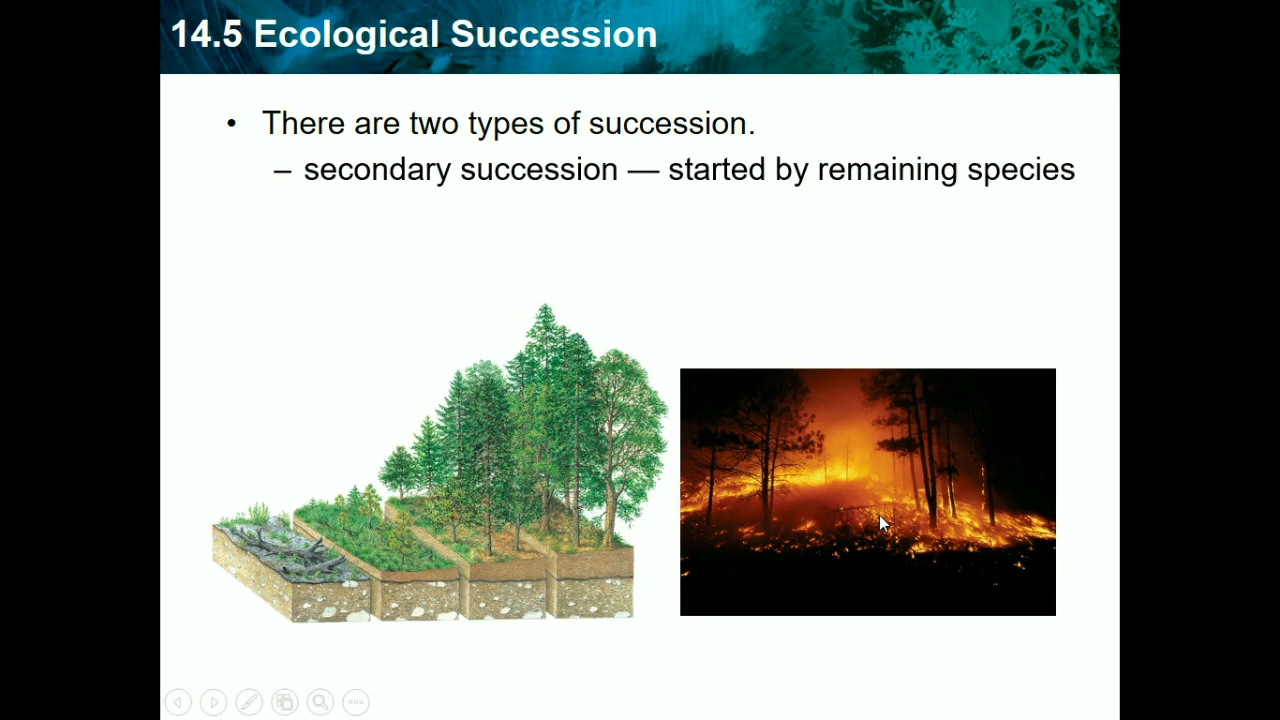 14.5 Ecological Succession
• There are two types of succession.
– secondary succession — started by remaining species